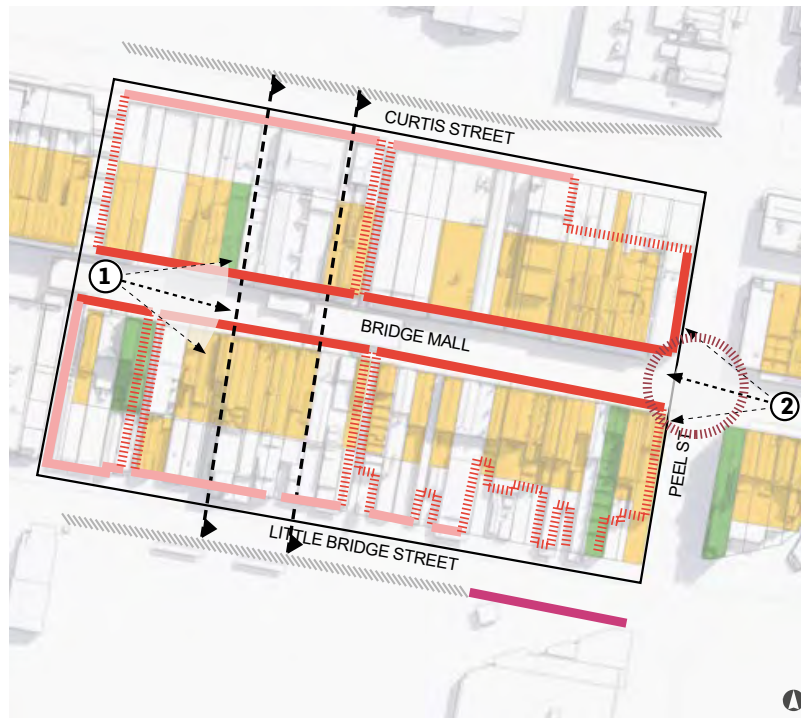 CURTIS STREET
1
BRIDGE MALL
2
PEEL ST
LITTLE BRIDGE STREET